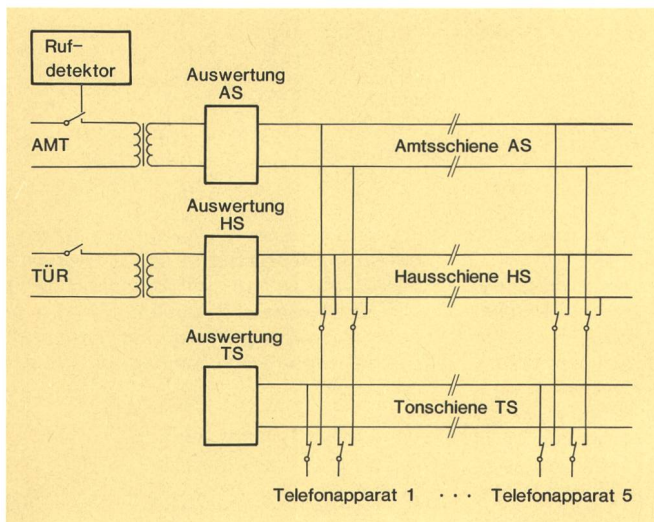 Ruf-
detektor
Auswertung
AS
AMT
Amtsschiene AS
Auswertung
HS
TÜR
Hausschiene HS
Auswertung
TS
Tonschiene TS
Telefonapparat 1 · · · Telefonapparat 5